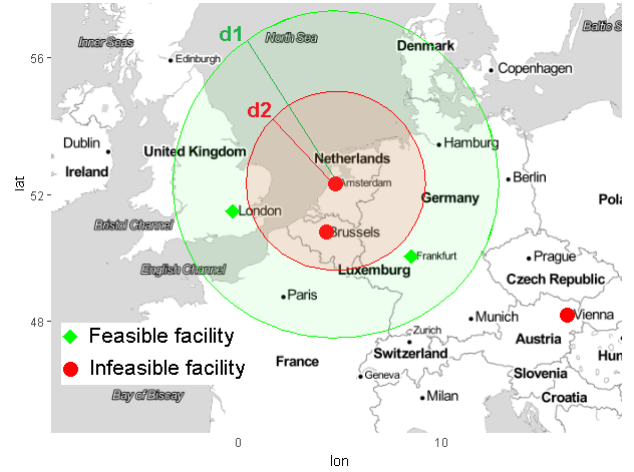 Inner Seas
d1
North Sea
Baltic S
56
Edinburgh
Denmark
Copenhagen
d2
Dublin
United Kingdom
Netherlands
Hamburg
Ireland
Amsterdam
Berlin
lat
52
London
Germany
Pola
Bristol Channel
Brussels
English Channel
Frankfurt
Prague
Luxemburg
Czech Republic
Paris
48
Munich
Vienna
Feasible facility
Zurich
Austria
Hun
Switzerland
Infeasible facility
France
Geneva
Slovenia
Bay of Biscay
Milan
Croatia
0
10
lon